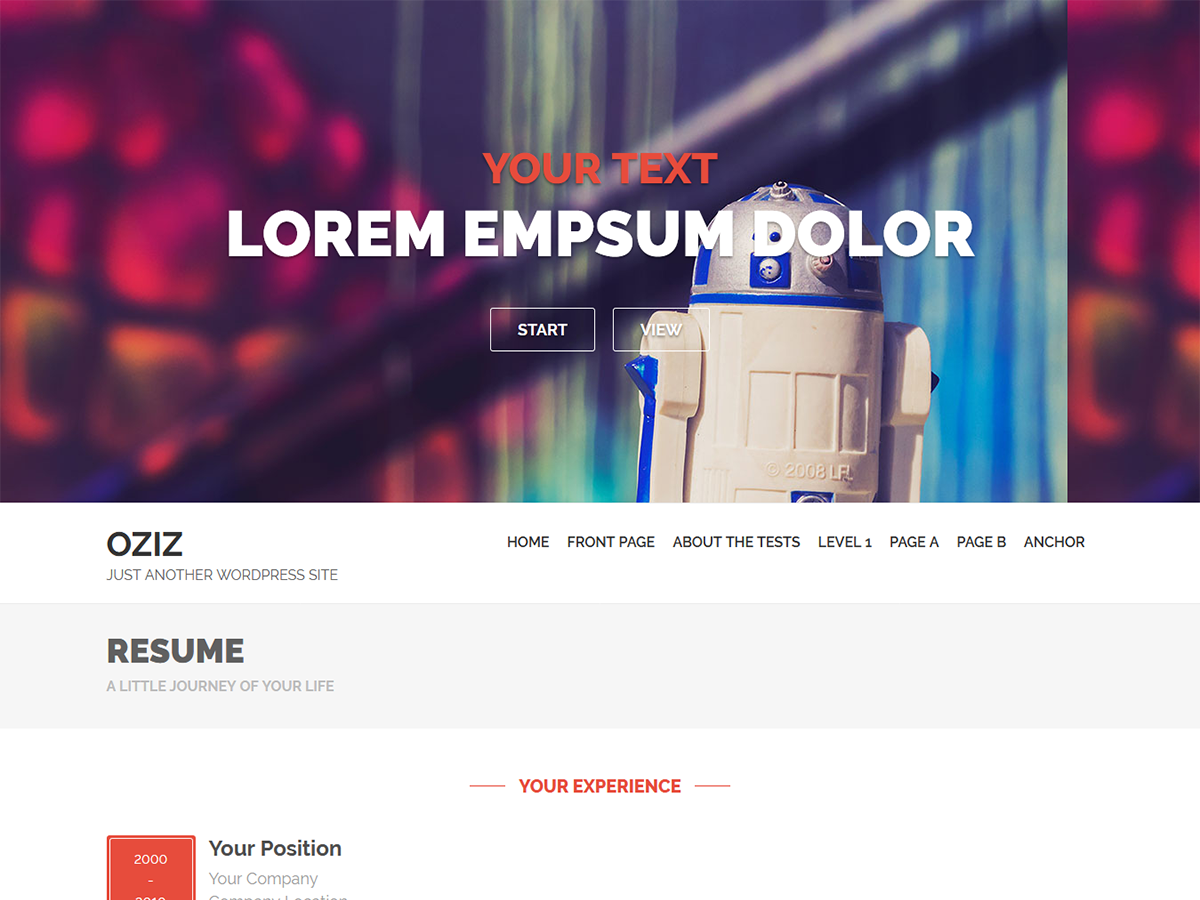 YOUR TEXT
LOREM EMPSUM DOLOR
START
VIEW
© 2008 LFL
OZIZ
JUST ANOTHER WORDPRESS SITE
HOME FRONT PAGE ABOUT THE TESTS LEVEL 1 PAGE A PAGE B ANCHOR
RESUME
A LITTLE JOURNEY OF YOUR LIFE
YOUR EXPERIENCE
2000
-
Your Position
Your Company
Company Location